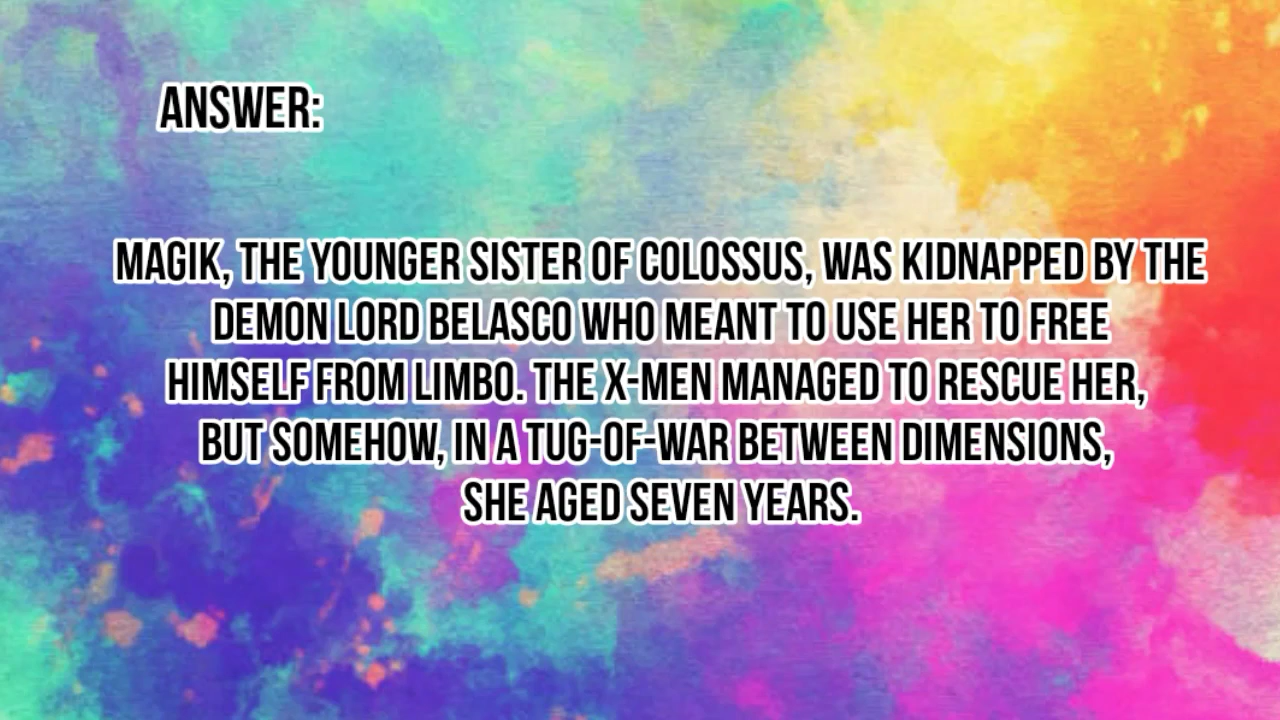 ANSWER:
MAGIK, THE YOUNGER SISTER OF COLOSSUS, WAS KIDNAPPED BY THE
DEMON LORD BELASCO WHO MEANT TO USE HER TO FREE
HIMSELF FROM LIMBO. THE X-MEN MANAGED TO RESCUE HER,
BUT SOMEHOW, IN A TUG-OF-WAR BETWEEN DIMENSIONS,
SHE AGED SEVEN YEARS.